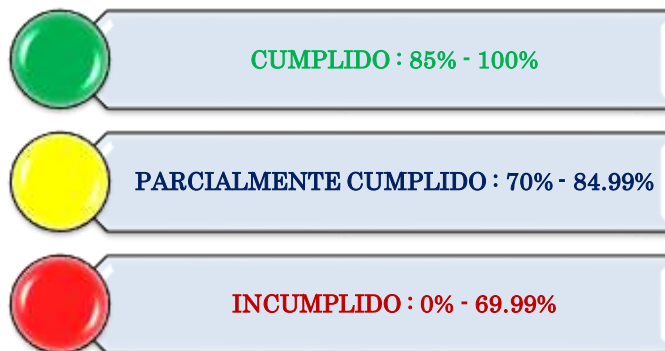 CUMPLIDO : 85% - 100%
PARCIALMENTE CUMPLIDO : 70% - 84.99%
INCUMPLIDO : 0% - 69.99%